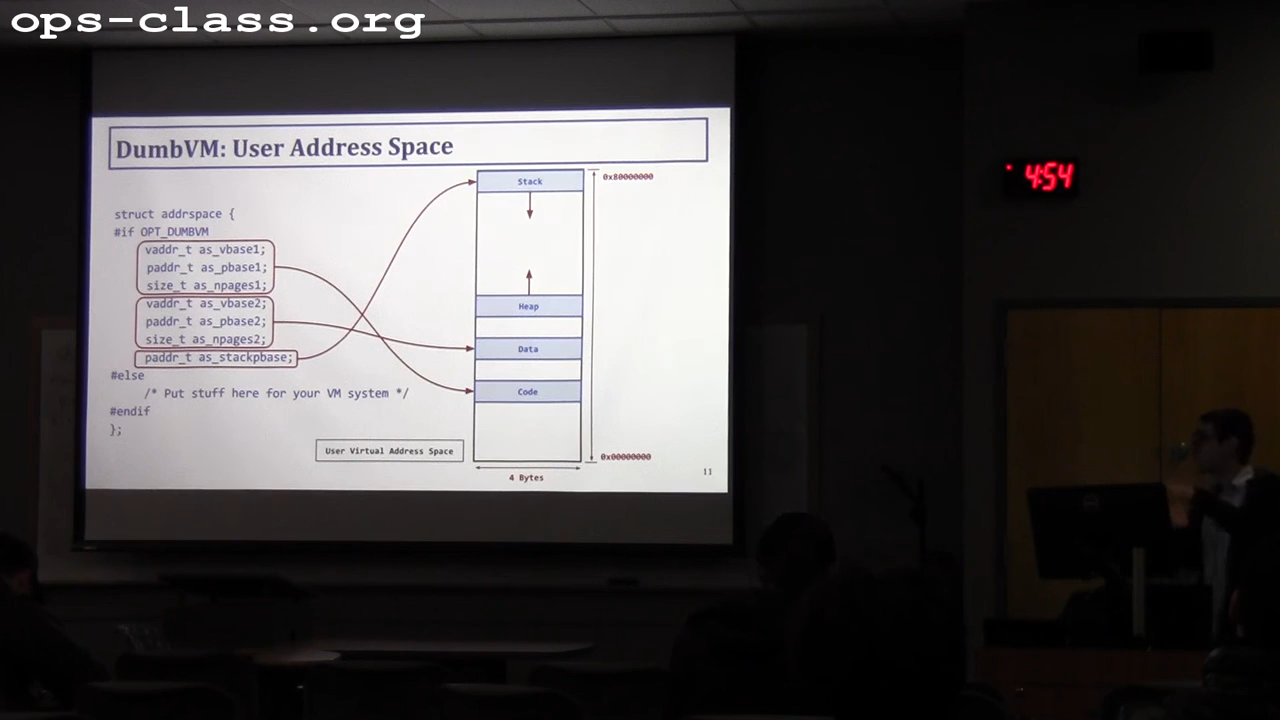 ops-class.org
DumbVM: User Address Space
struct addrspace {
#if OPT_DUMBVM
vaddr_t as_vbase1;
paddr_t as_pbase1;
size_t as_npages1;
vaddr_t as_vbase2;
paddr_t as_pbase2;
size_t as_npages2;
paddr_t as_stackpbase;
#else
/* Put stuff here for your VM system */
#endif
};
User Virtual Address Space
Stack
Heap
Data
Code
0x80000000
0x00000000
4 Bytes
11
4:54